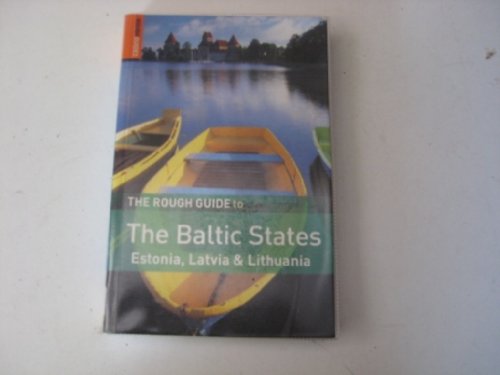 THE ROUGH GUIDE to
The Baltic States
Estonia, Latvia & Lithuania